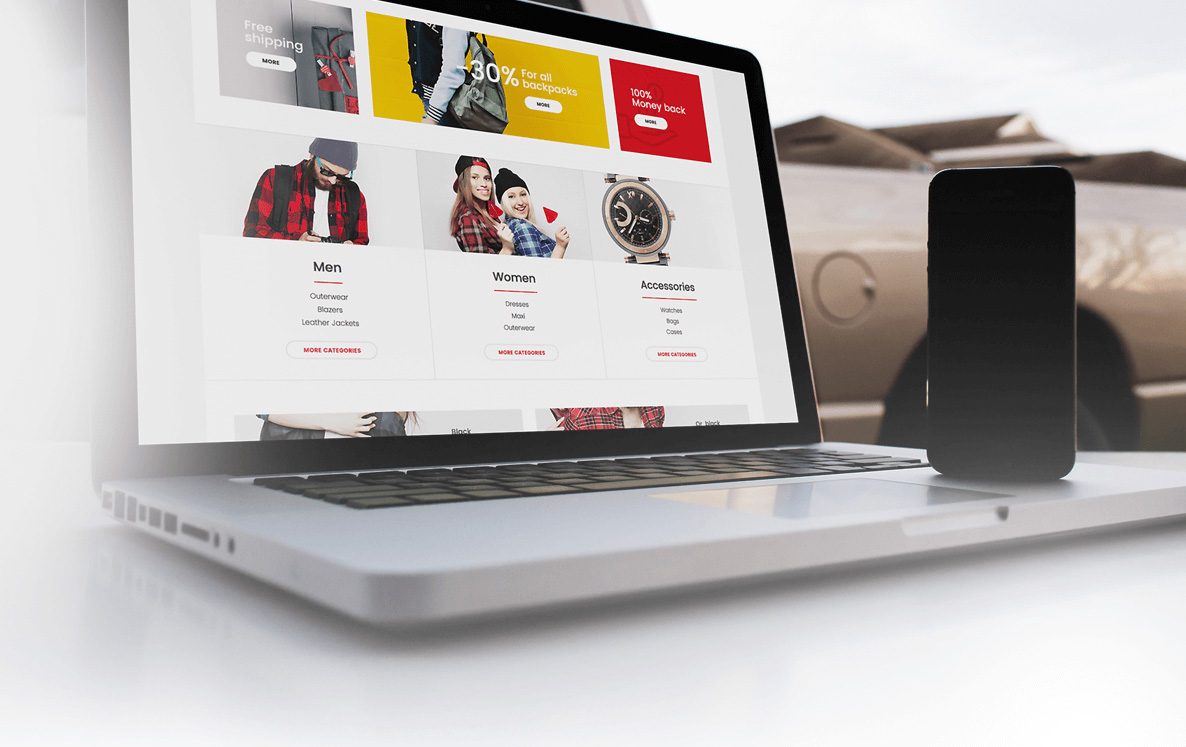 Free
shipping
MORE
-30%
For all
backpacks
MORE
100%
Money back
MORE
Men
Outerwear
Blazers
Leather Jackets
MORE CATEGORIES
Women
Dresses
Maxi
Outerwear
MORE CATEGORIES
Accessories
Watches
Bags
Cases
MORE CATEGORIES
Black
Or, black